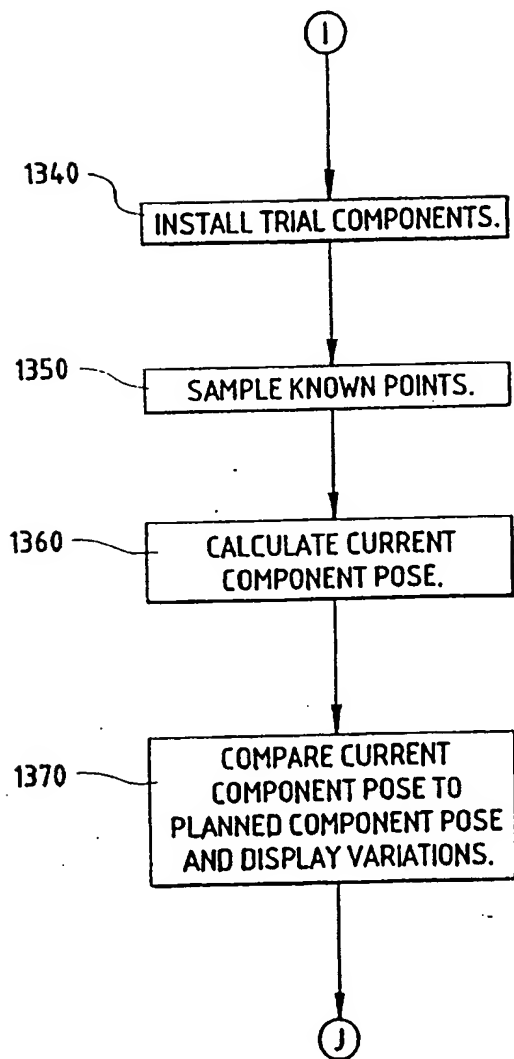 I
1340
INSTALL TRIAL COMPONENTS.
1350
SAMPLE KNOWN POINTS.
1360
CALCULATE CURRENT
COMPONENT POSE.
1370
COMPARE CURRENT
COMPONENT POSE TO
PLANNED COMPONENT POSE
AND DISPLAY VARIATIONS.
J